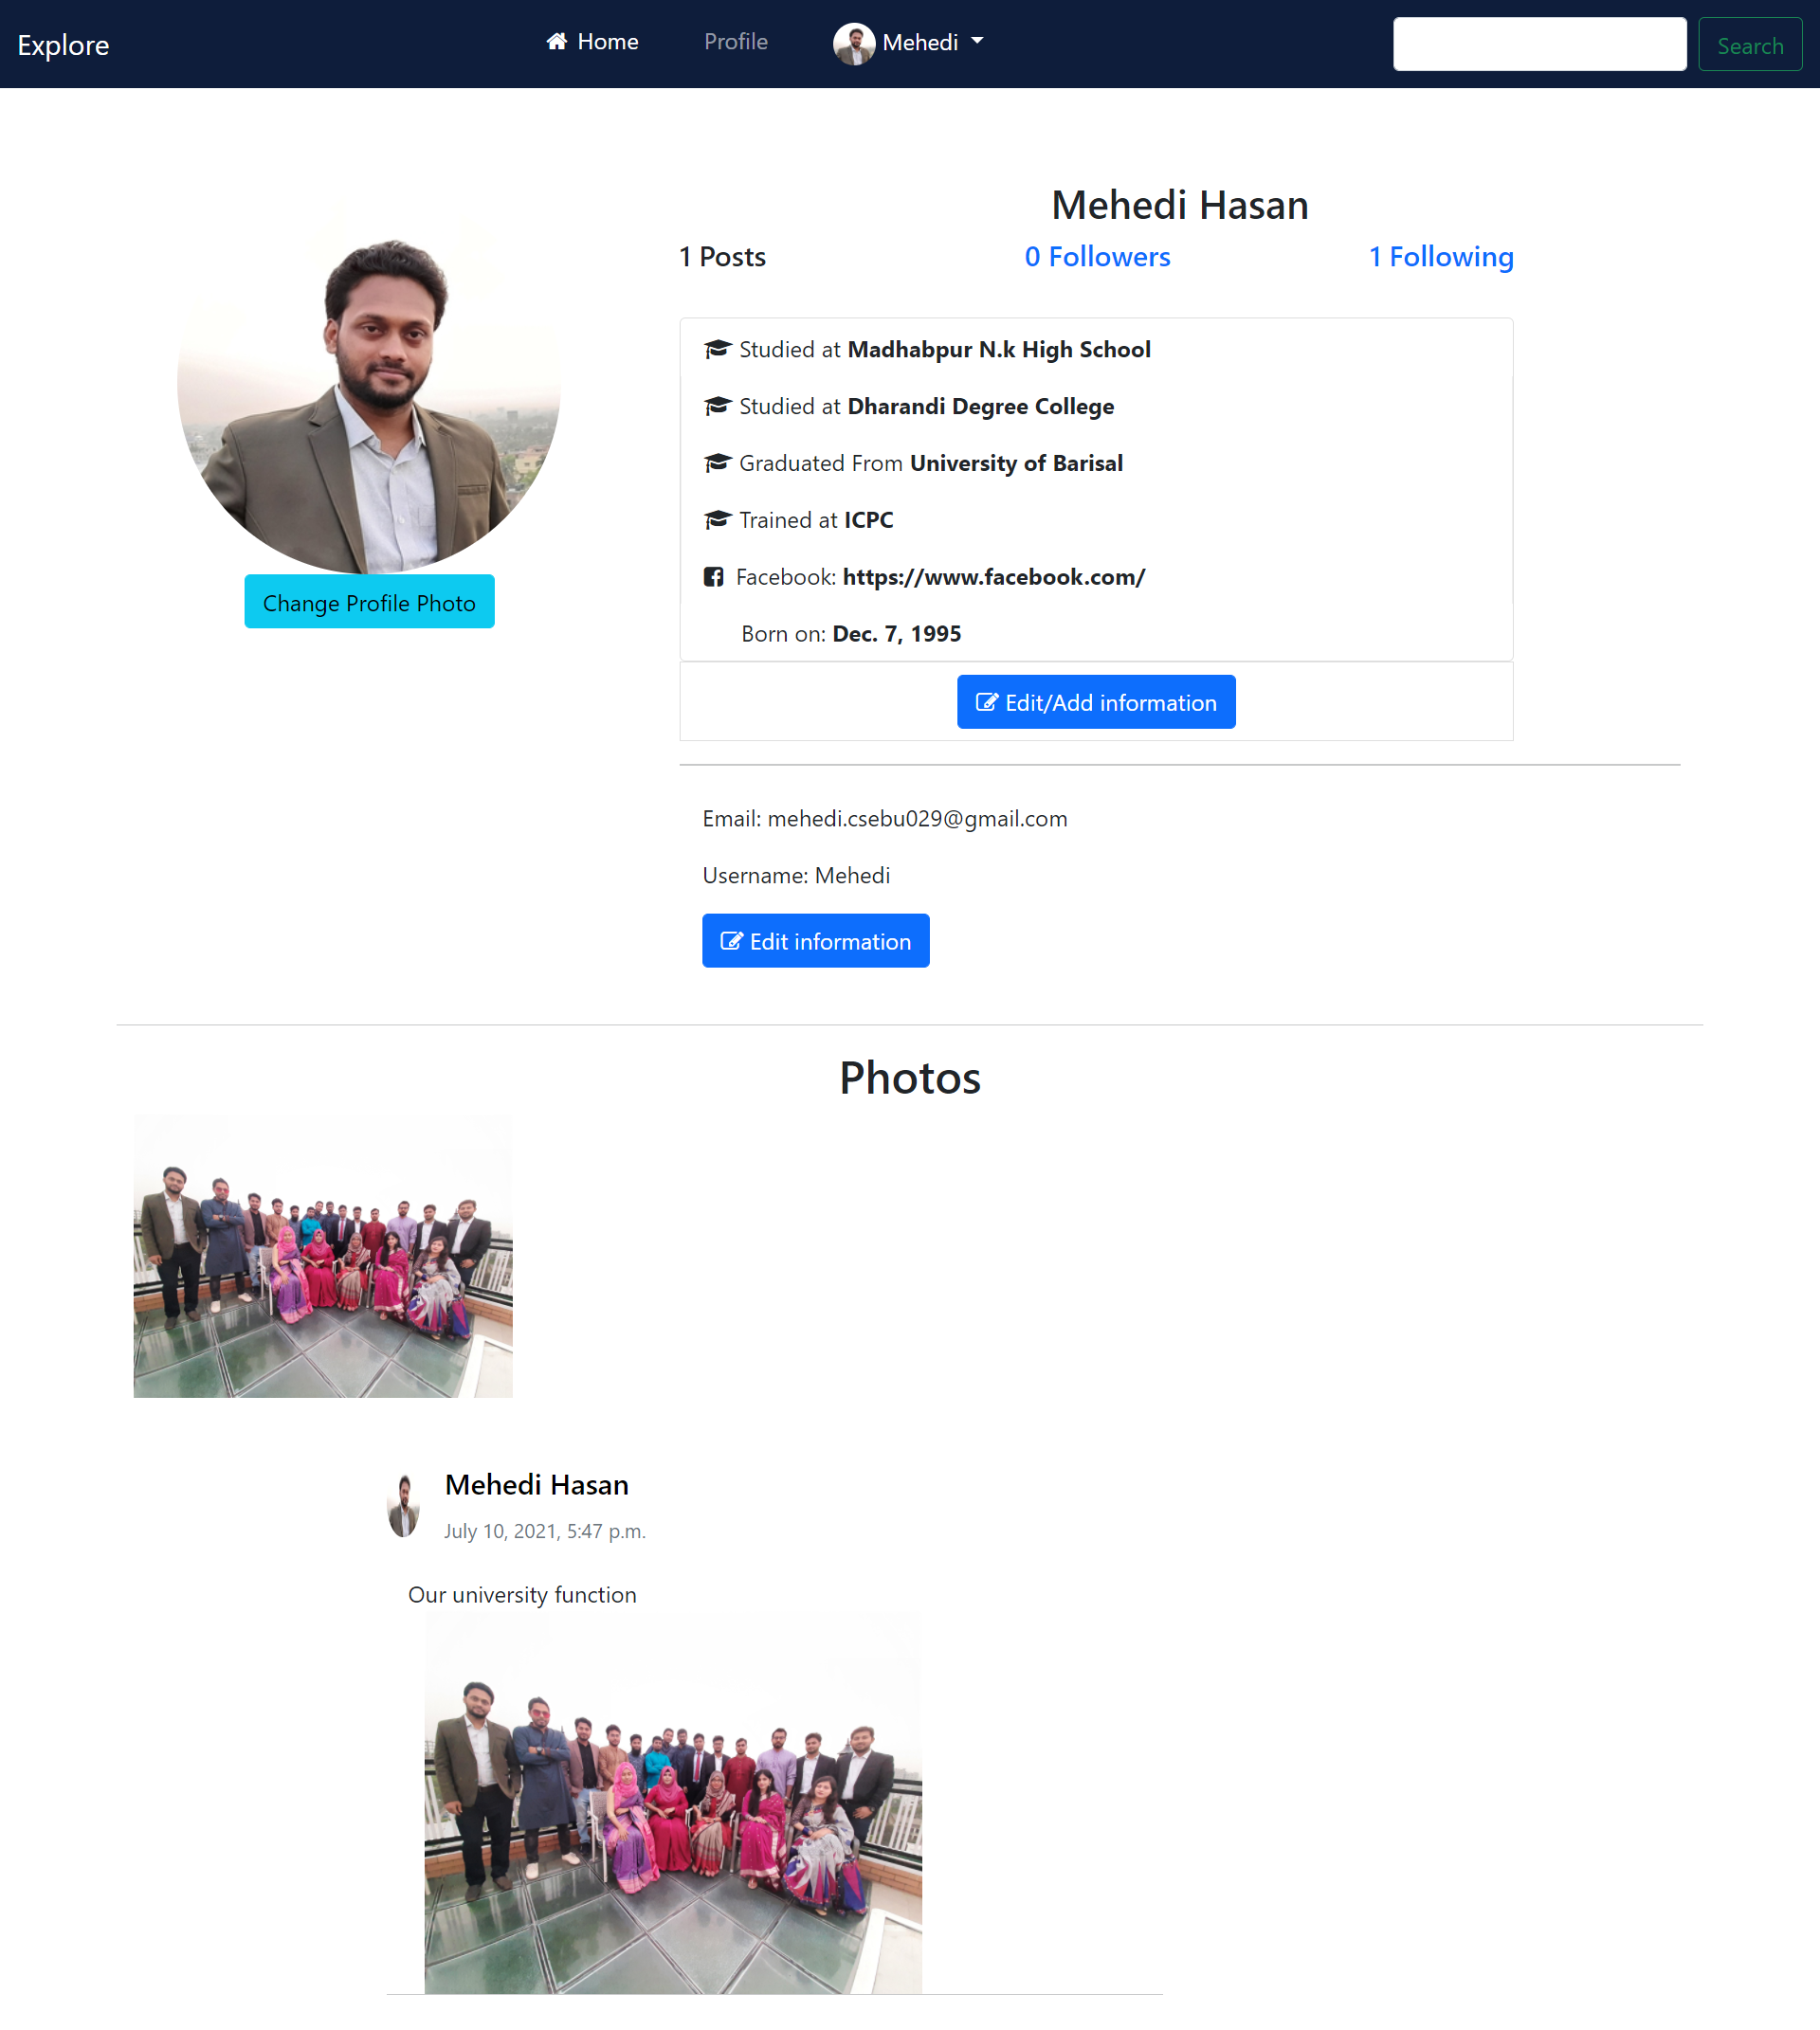 Explore Home Profile Mehedi Search
Mehedi Hasan
1 Posts 0 Followers 1 Following
Studied at Madhabpur N.k High School
Studied at Dharandi Degree College
Graduated From University of Barisal
Trained at ICPC
Facebook: https://www.facebook.com/
Born on: Dec. 7, 1995
Change Profile Photo
Edit/Add information
Email: mehedi.csebu029@gmail.com
Username: Mehedi
Edit information
Photos
Mehedi Hasan
July 10, 2021, 5:47 p.m.
Our university function